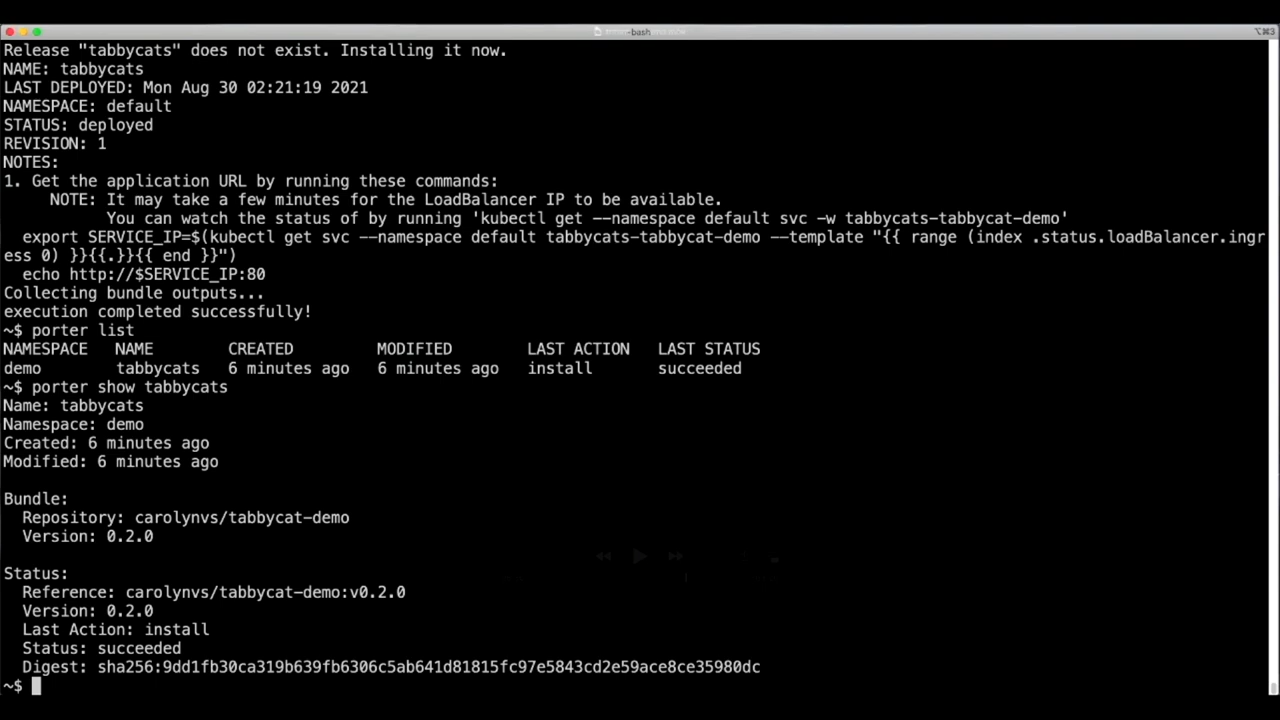 -bash
⌥⌘3
Release "tabbycats" does not exist. Installing it now.
NAME: tabbycats
LAST DEPLOYED: Mon Aug 30 02:21:19 2021
NAMESPACE: default
STATUS: deployed
REVISION: 1
NOTES:
1. Get the application URL by running these commands:
     NOTE: It may take a few minutes for the LoadBalancer IP to be available.
           You can watch the status of by running 'kubectl get --namespace default svc -w tabbycats-tabbycat-demo'
  export SERVICE_IP=$(kubectl get svc --namespace default tabbycats-tabbycat-demo --template "{{ range (index .status.loadBalancer.ingr
ess 0) }}{{.}}{{ end }}")
  echo http://$SERVICE_IP:80
Collecting bundle outputs...
execution completed successfully!
~$ porter list
NAMESPACE   NAME        CREATED         MODIFIED        LAST ACTION   LAST STATUS
demo        tabbycats   6 minutes ago   6 minutes ago   install       succeeded
~$ porter show tabbycats
Name: tabbycats
Namespace: demo
Created: 6 minutes ago
Modified: 6 minutes ago

Bundle:
  Repository: carolynvs/tabbycat-demo
  Version: 0.2.0

Status:
  Reference: carolynvs/tabbycat-demo:v0.2.0
  Version: 0.2.0
  Last Action: install
  Status: succeeded
  Digest: sha256:9dd1fb30ca319b639fb6306c5ab641d81815fc97e5843cd2e59ace8ce35980dc
~$